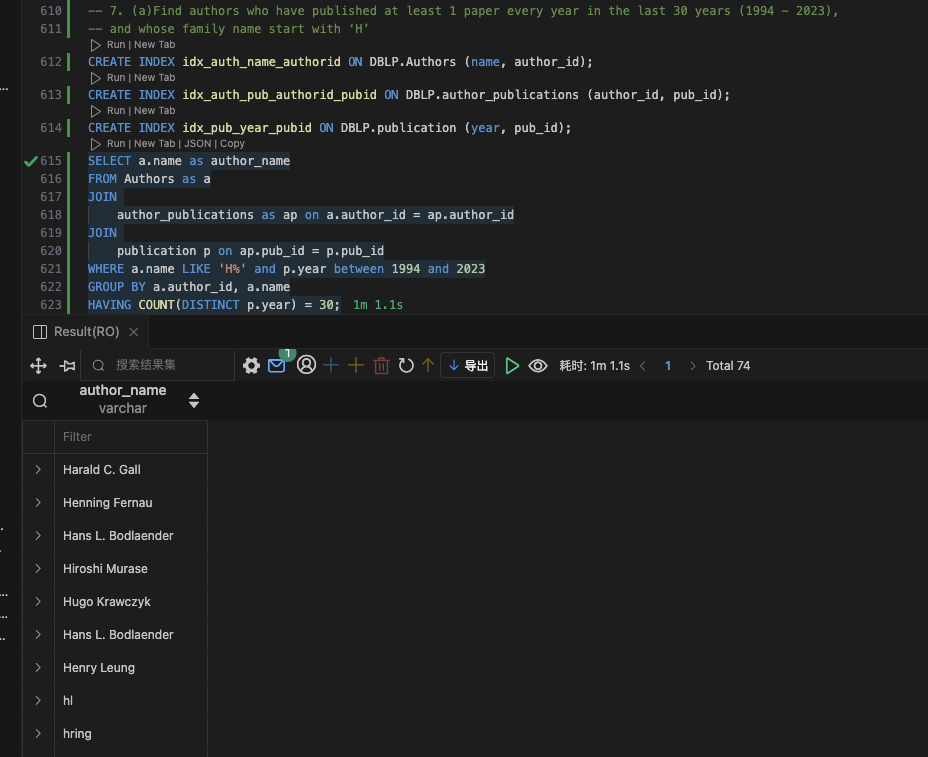 610 -- 7. (a)Find authors who have published at least 1 paper every year in the last 30 years (1994 - 2023),
611 -- and whose family name start with ‘H’
Run | New Tab
612 CREATE INDEX idx_auth_name_authorid ON DBLP.Authors (name, author_id);
Run | New Tab
613 CREATE INDEX idx_auth_pub_authorid_pubid ON DBLP.author_publications (author_id, pub_id);
Run | New Tab
614 CREATE INDEX idx_pub_year_pubid ON DBLP.publication (year, pub_id);
Run | New Tab | JSON | Copy
615 SELECT a.name as author_name
616 FROM Authors as a
617 JOIN
618 author_publications as ap on a.author_id = ap.author_id
619 JOIN
620 publication p on ap.pub_id = p.pub_id
621 WHERE a.name LIKE 'H%' and p.year between 1994 and 2023
622 GROUP BY a.author_id, a.name
623 HAVING COUNT(DISTINCT p.year) = 30; 1m 1.1s
Result(RO)
搜索结果集 1 导出 耗时: 1m 1.1s 1 Total 74
author_name
varchar
Filter
Harald C. Gall
Henning Fernau
Hans L. Bodlaender
Hiroshi Murase
Hugo Krawczyk
Hans L. Bodlaender
Henry Leung
hl
hring